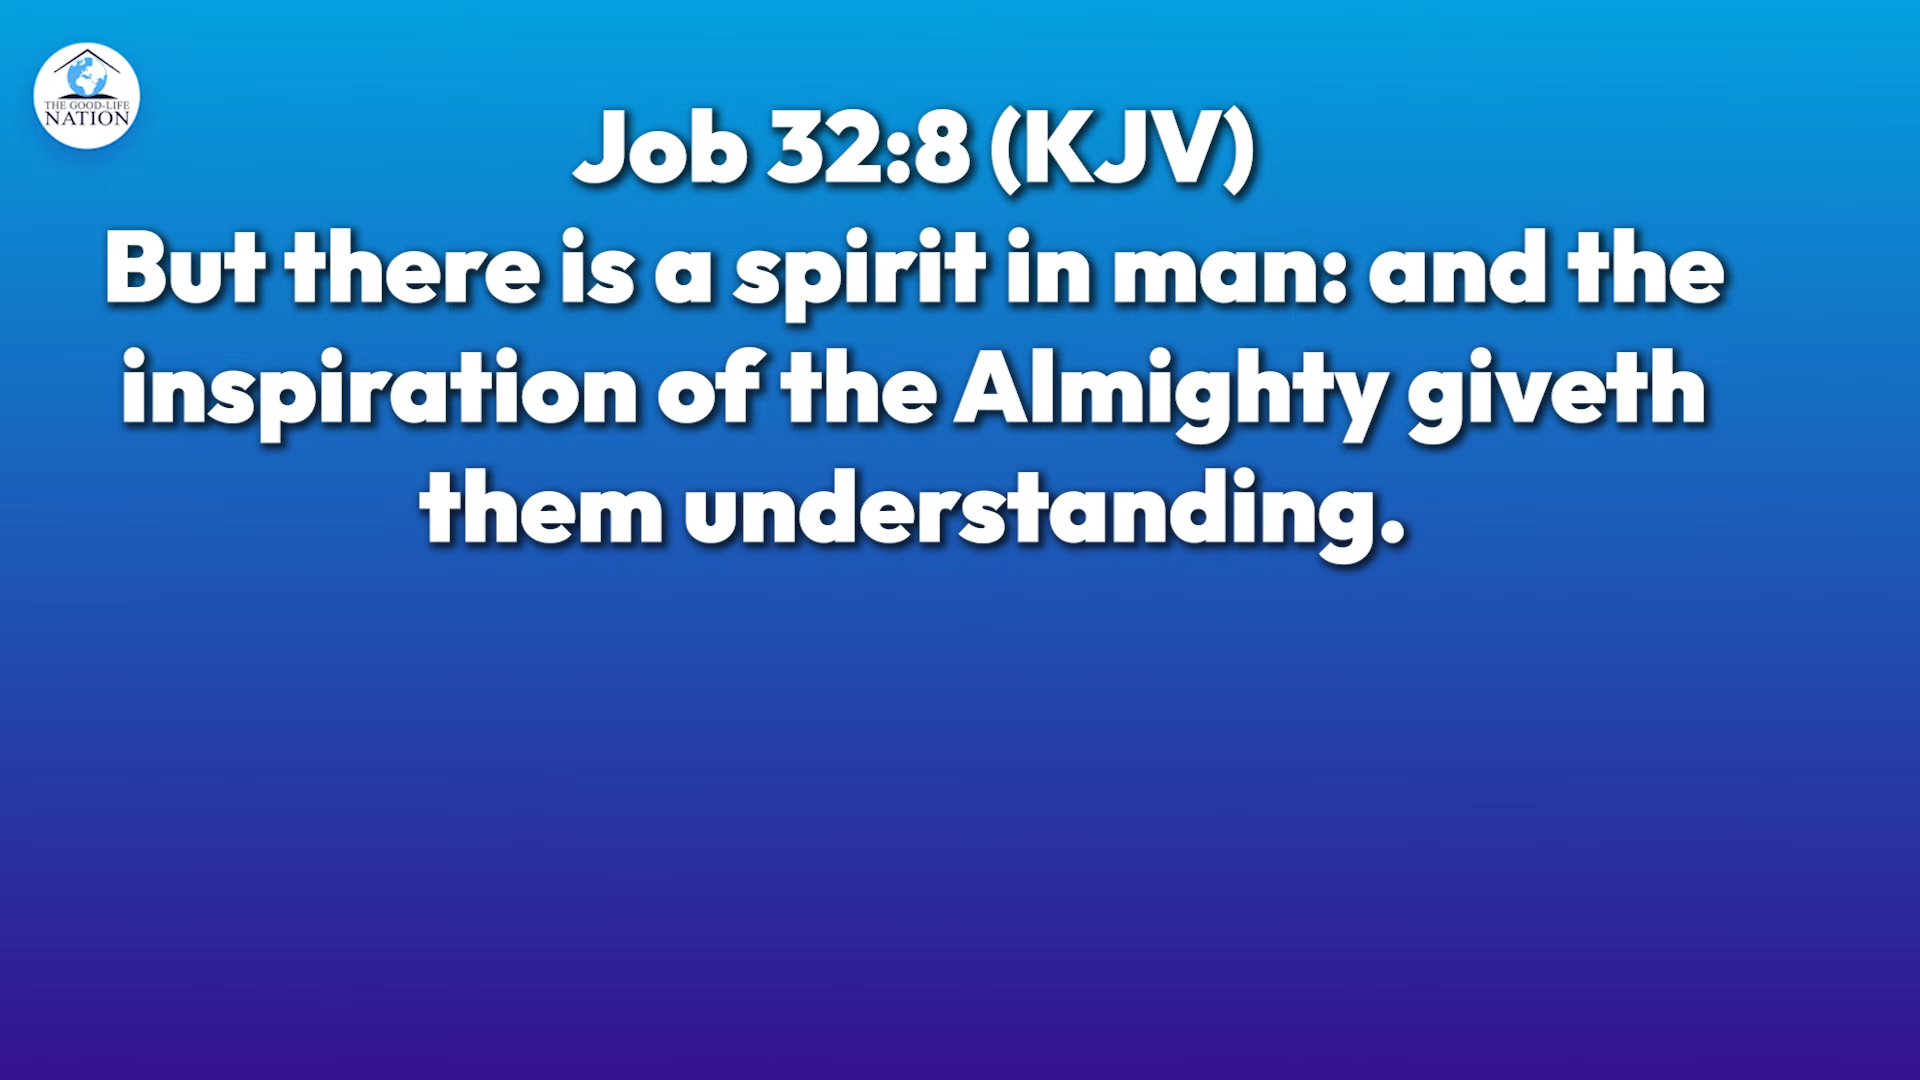 THE GOOD-LIFE
NATION
Job 32:8 (KJV)
But there is a spirit in man: and the
inspiration of the Almighty giveth
them understanding.